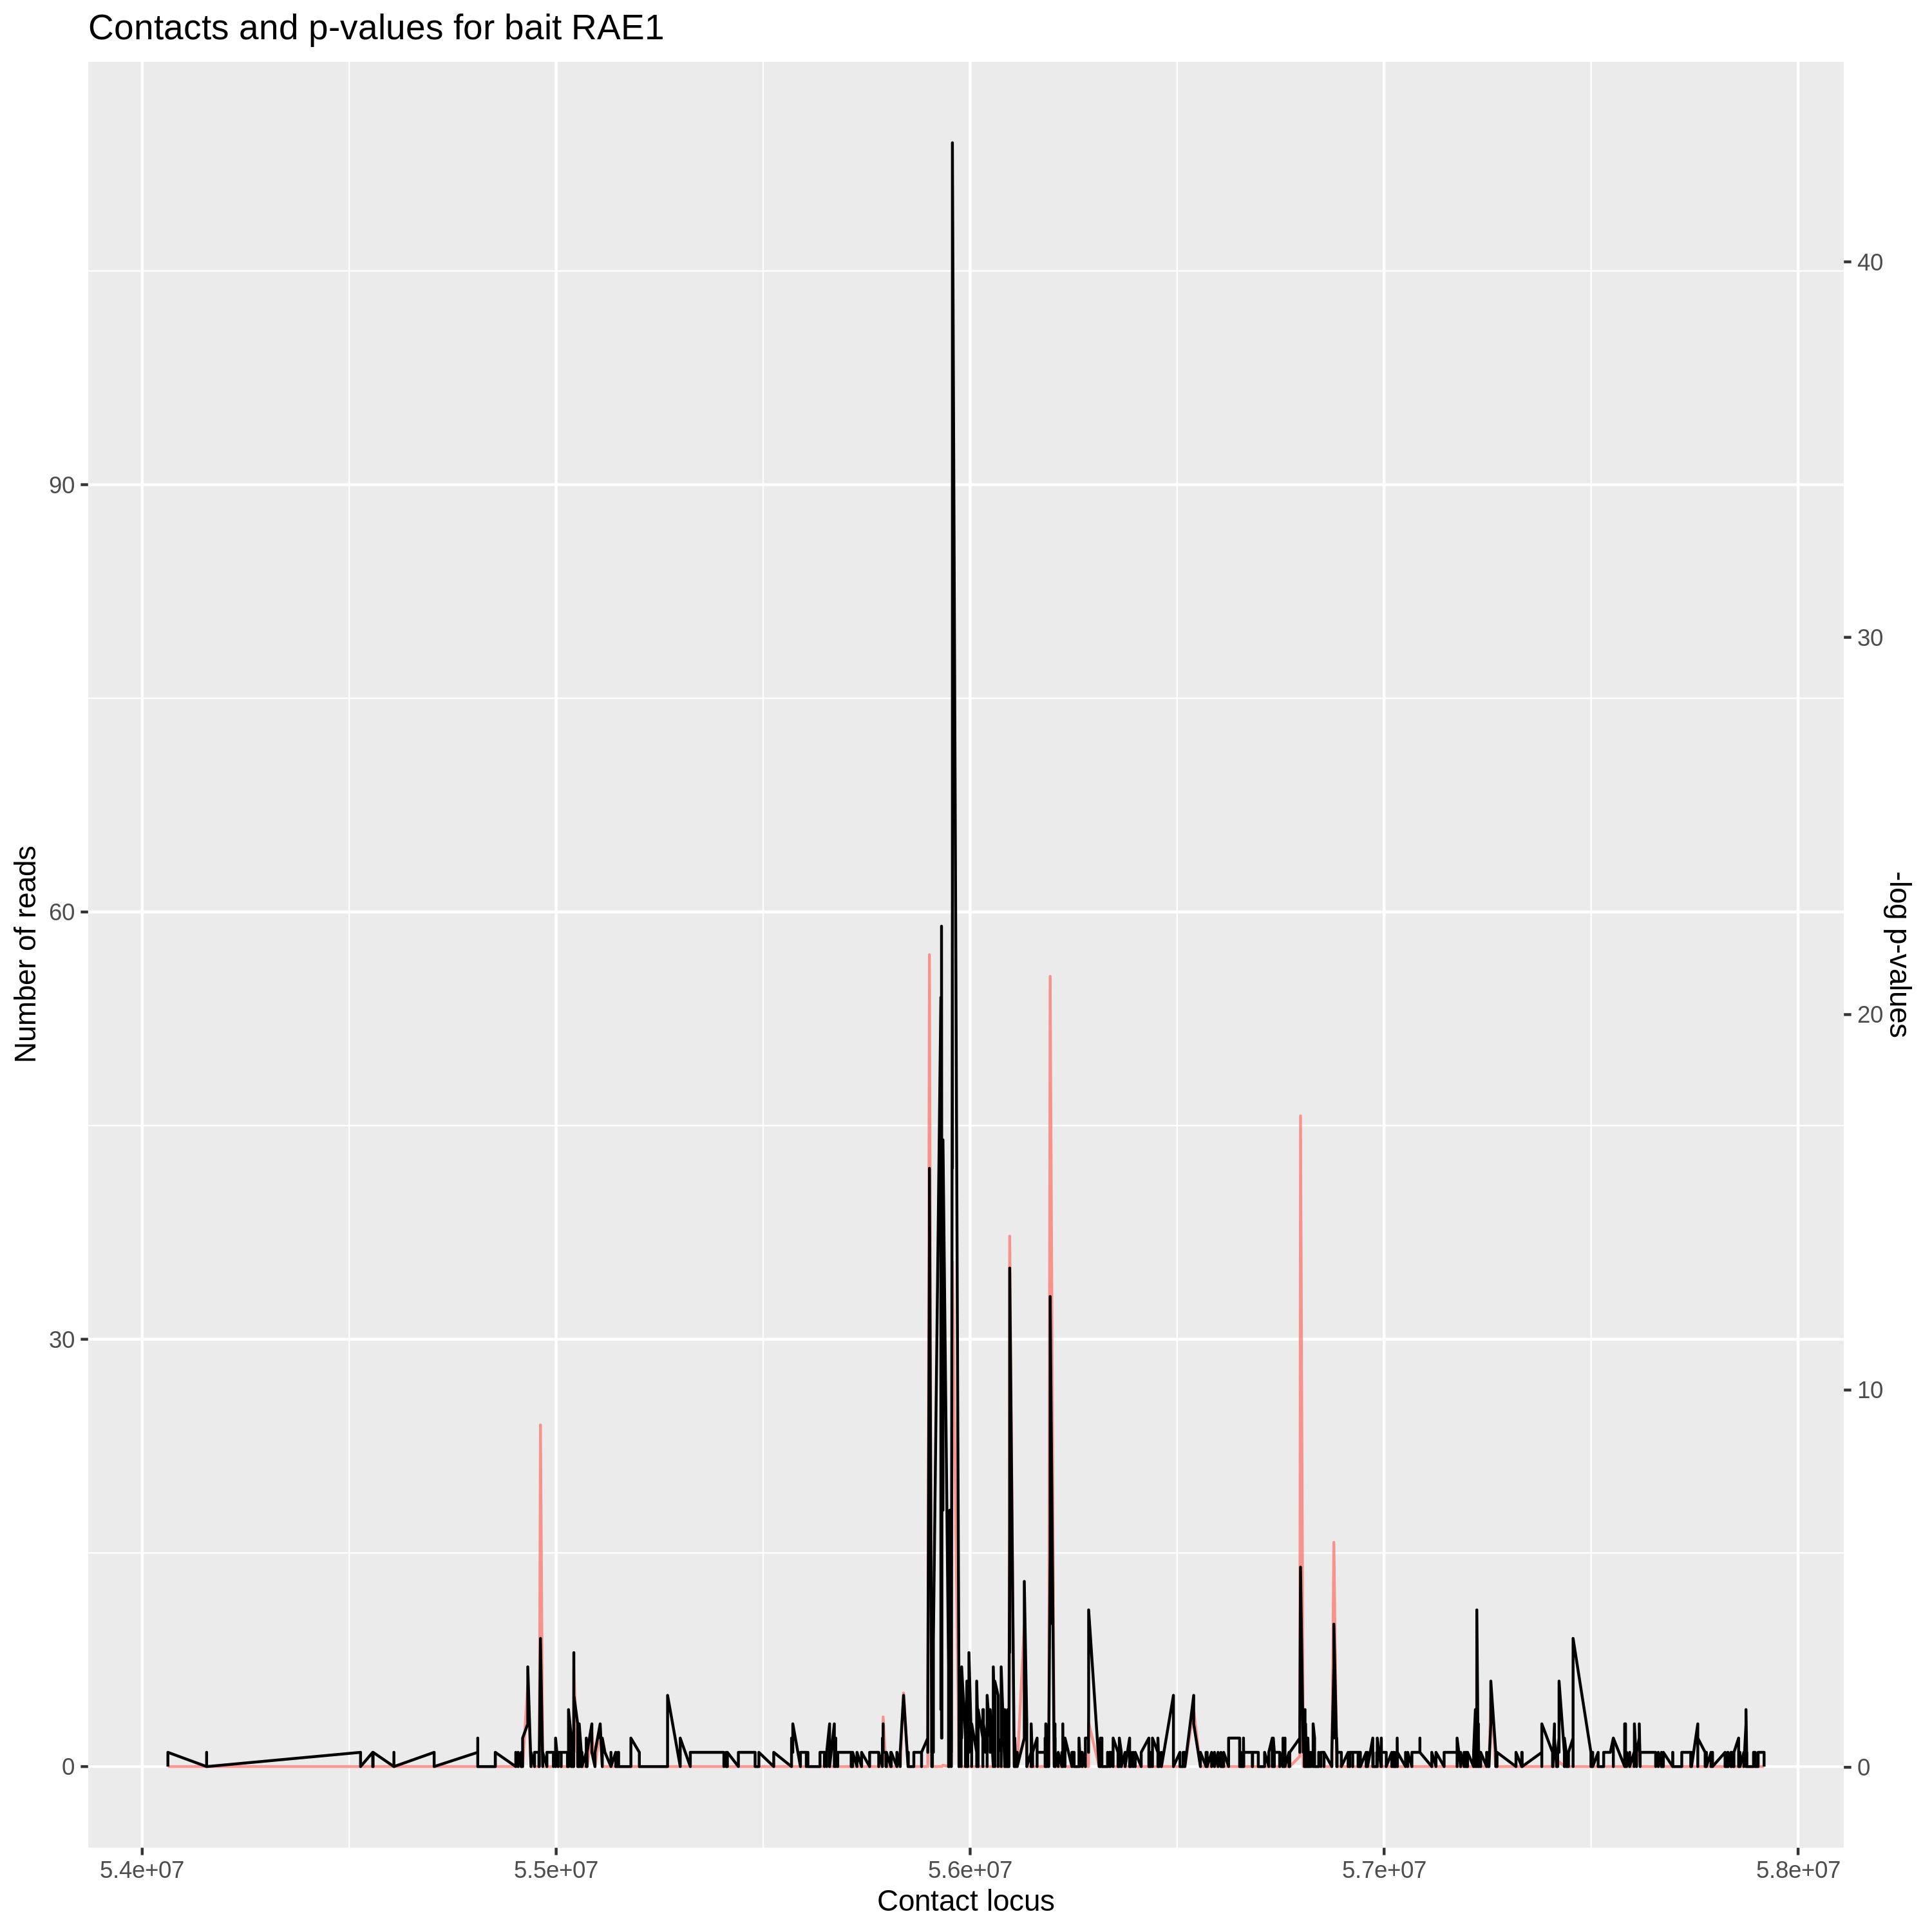 Contacts and p-values for bait RAE1
Number of reads
90
60
30
0
40
30
20
10
0
-log p-values
5.4e+07 5.5e+07 5.6e+07 5.7e+07 5.8e+07
Contact locus